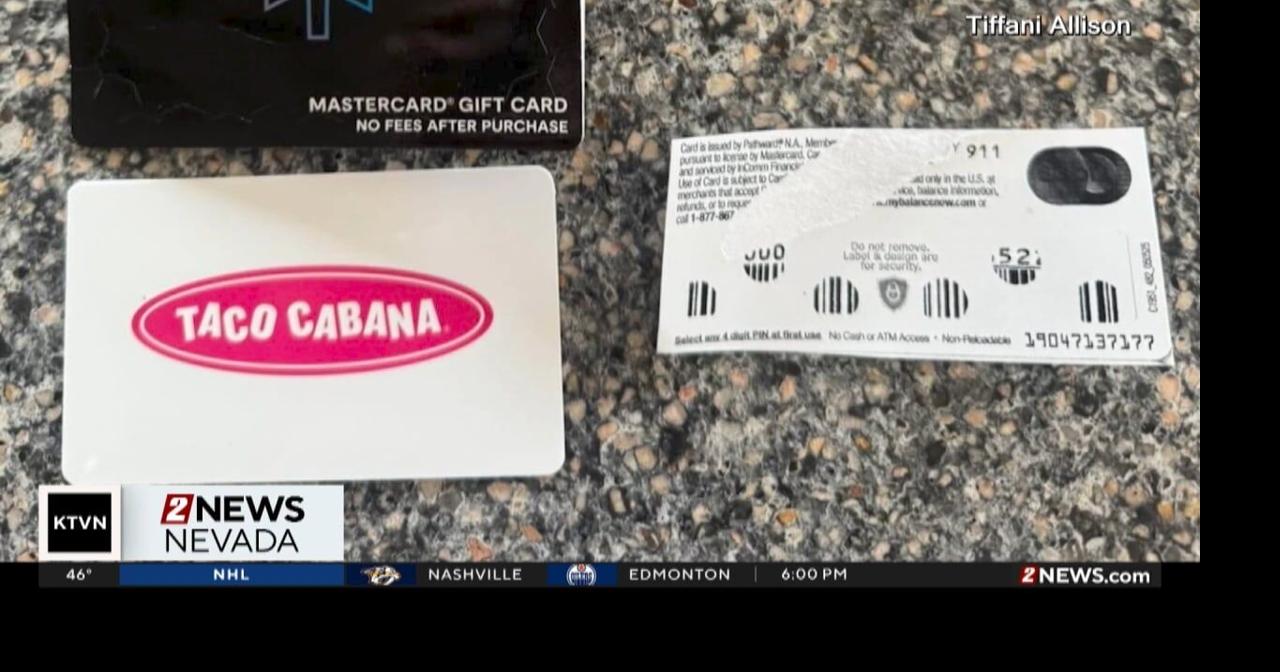 Tiffani Allison
MASTERCARD® GIFT CARD
NO FEES AFTER PURCHASE
TACO CABANA
Card is issued by Pathward®, N.A., Member
pursuant to license by Mastercard.
and serviced by InComm Financial
Use of Card is subject to
merchants that accept
refunds, or to
call 1-877-867
Y 911
only in the U.S. at
balance information,
mybalancenow.com or
Do not remove.
Label & design are
for security.
52
Select any 4 digit PIN at first use No Cash or ATM Access • Non-Reloadable
19047137177
KTVN
2NEWS
NEVADA
46° NHL NASHVILLE EDMONTON 6:00 PM 2NEWS.com